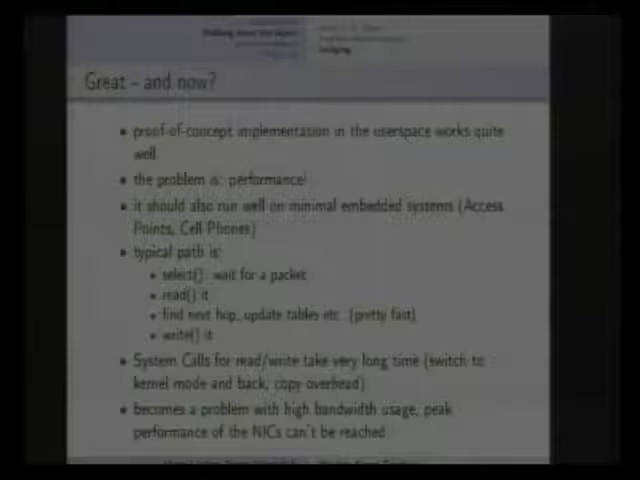 Great – and now?
• proof-of-concept implementation in the userspace works quite
well
• the problem is: performance!
• it should also run well on minimal embedded systems (Access
Points, Cell Phones)
• typical path is:
• select(): wait for a packet
• read() it
• find next hop, update tables etc. (pretty fast)
• write() it
• System Calls for read/write take very long time (switch to
kernel mode and back, copy overhead)
• becomes a problem with high bandwidth usage, peak
performance of the NICs can't be reached